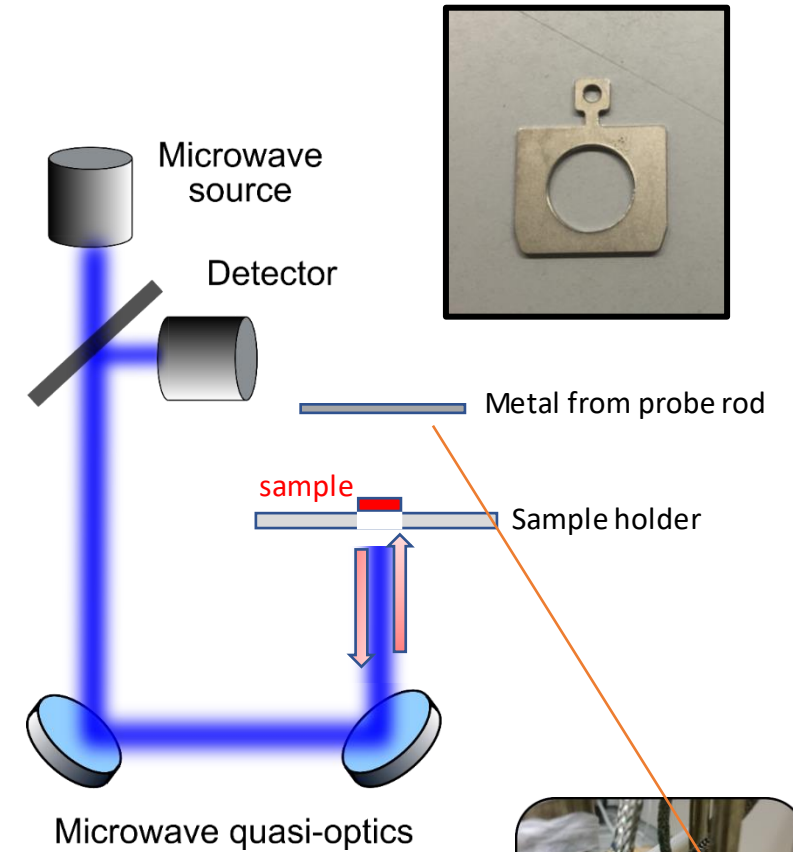 Microwave
source
Detector
Metal from probe rod
sample
Sample holder
Microwave quasi-optics